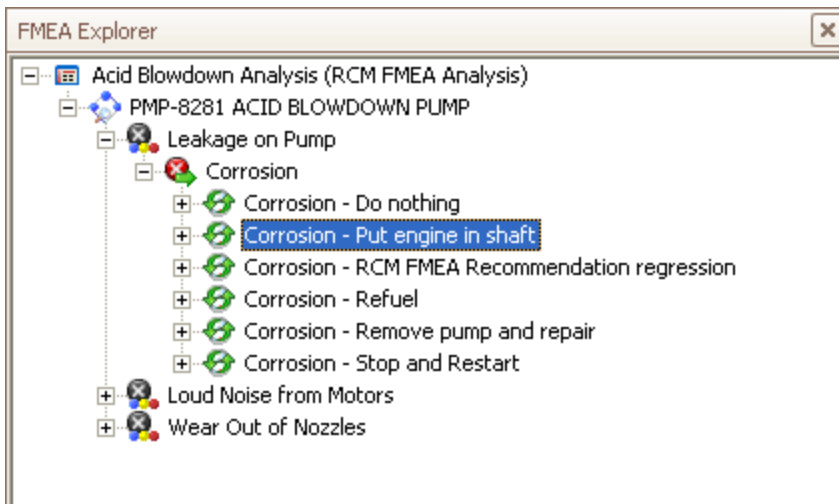 FMEA Explorer
Acid Blowdown Analysis (RCM FMEA Analysis)
PMP-8281 ACID BLOWDOWN PUMP
Leakage on Pump
Corrosion
Corrosion - Do nothing
Corrosion - Put engine in shaft
Corrosion - RCM FMEA Recommendation regression
Corrosion - Refuel
Corrosion - Remove pump and repair
Corrosion - Stop and Restart
Loud Noise from Motors
Wear Out of Nozzles